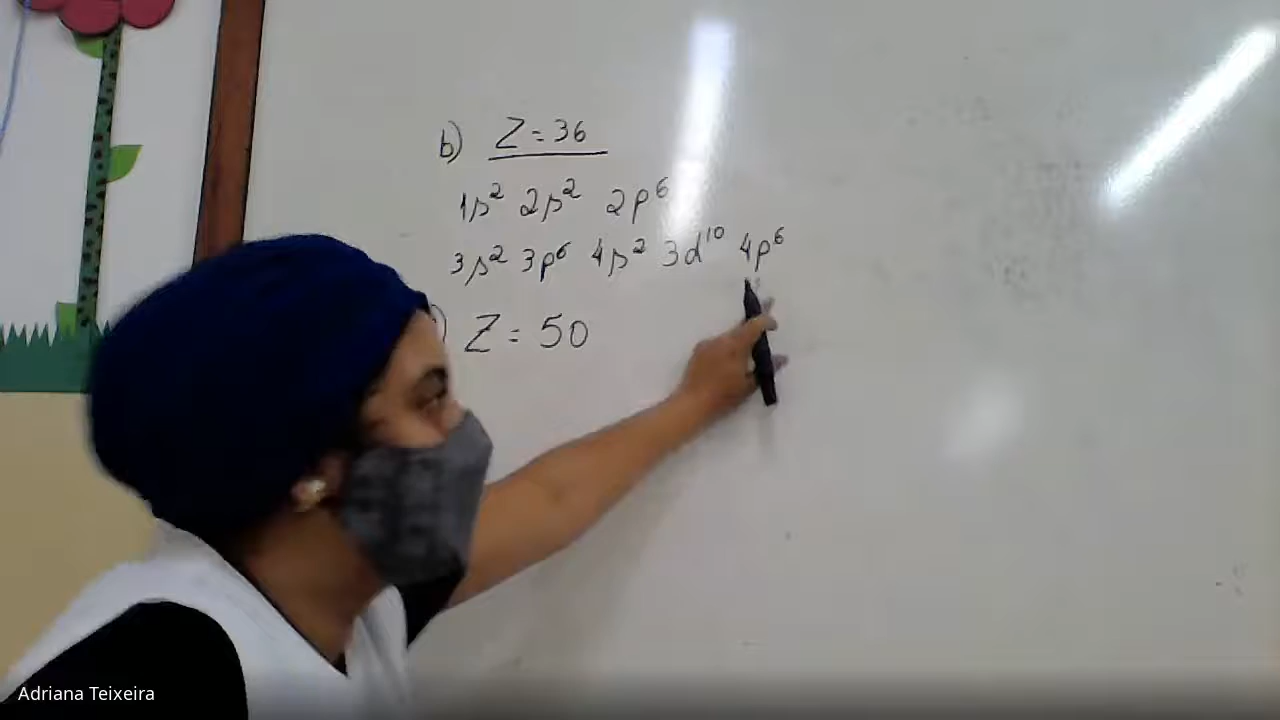 b) Z=36
1s² 2s² 2p⁶
3s² 3p⁶ 4s² 3d¹⁰ 4p⁶
) Z = 50
Adriana Teixeira